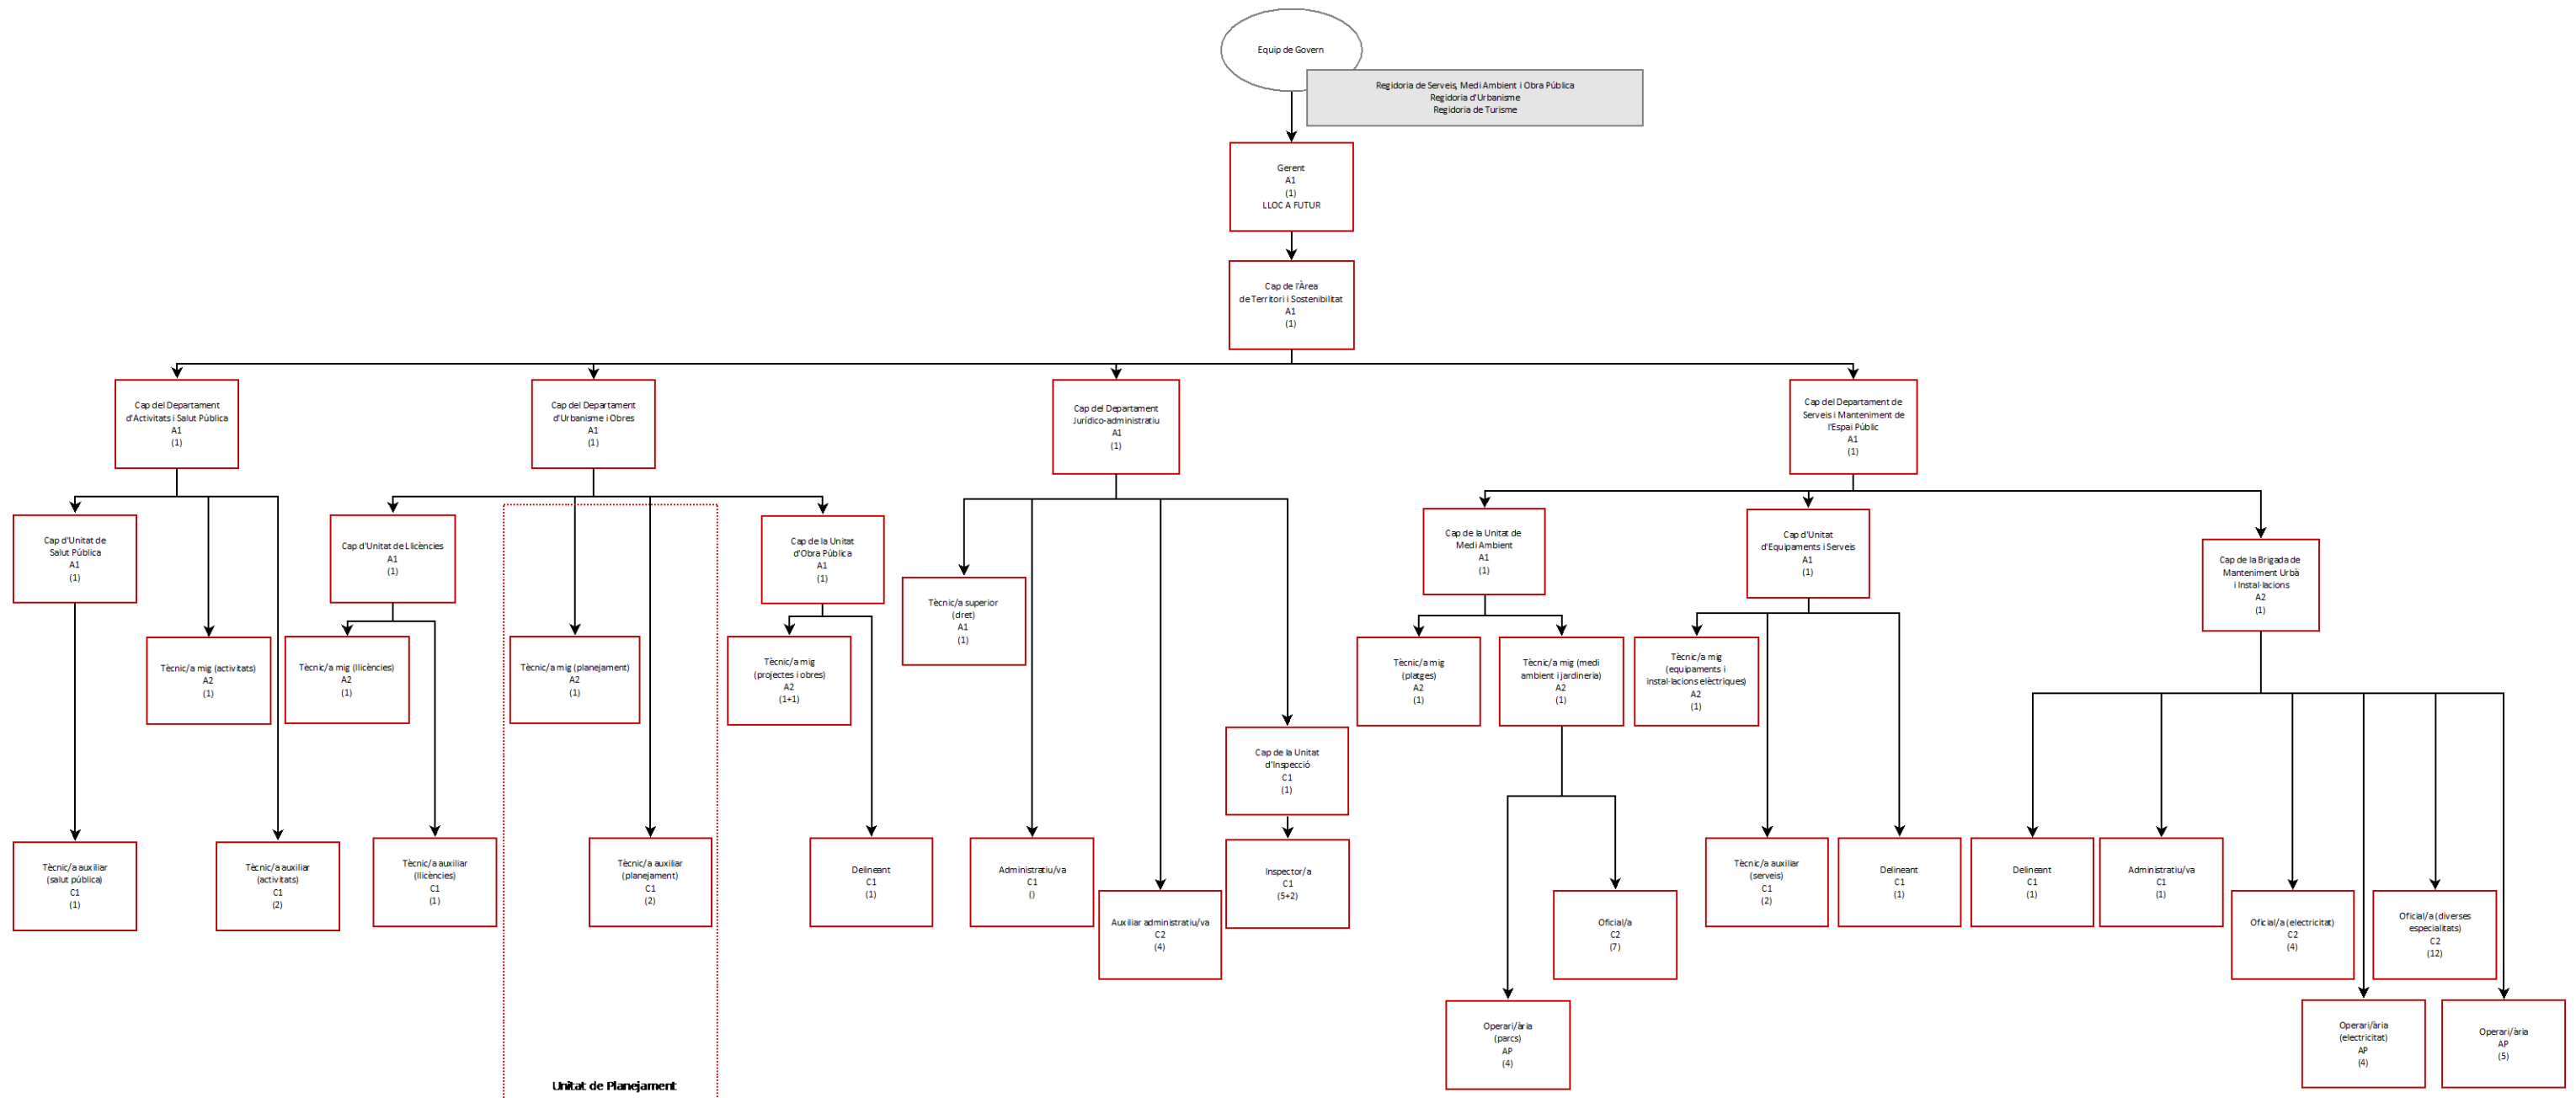 Equip de Govern
Regidoria de Serveis, Medi Ambient i Obra Pública
Regidoria d'Urbanisme
Regidoria de Turisme
Gerent
A1
(1)
LLOC A FUTUR
Cap de l'Àrea
de Territori i Sostenibilitat
A1
(1)
Cap del Departament
d'Activitats i Salut Pública
A1
(1)
Cap del Departament
d'Urbanisme i Obres
A1
(1)
Cap del Departament
Jurídico-administratiu
A1
(1)
Cap del Departament de
Serveis i Manteniment de
l'Espai Públic
A1
(1)
Cap d'Unitat de
Salut Pública
A1
(1)
Cap d'Unitat de Llicències
A1
(1)
Cap de la Unitat
d'Obra Pública
A1
(1)
Cap de la Unitat de
Medi Ambient
A1
(1)
Cap d'Unitat
d'Equipaments i Serveis
A1
(1)
Cap de la Brigada de
Manteniment Urbà
i Instal·lacions
A2
(1)
Tècnic/a superior
(dret)
A1
(1)
Tècnic/a mig (activitats)
A2
(1)
Tècnic/a mig (llicències)
A2
(1)
Tècnic/a mig (planejament)
A2
(1)
Tècnic/a mig
(projectes i obres)
A2
(1+1)
Tècnic/a mig
(platges)
A2
(1)
Tècnic/a mig (medi
ambient i jardineria)
A2
(1)
Tècnic/a mig
(equipaments i
instal·lacions elèctriques)
A2
(1)
Cap de la Unitat
d'Inspecció
C1
(1)
Tècnic/a auxiliar
(salut pública)
C1
(1)
Tècnic/a auxiliar
(activitats)
C1
(2)
Tècnic/a auxiliar
(llicències)
C1
(1)
Tècnic/a auxiliar
(planejament)
C1
(2)
Delineant
C1
(1)
Administratiu/va
C1
()
Auxiliar administratiu/va
C2
(4)
Inspector/a
C1
(5+2)
Oficial/a
C2
(7)
Tècnic/a auxiliar
(serveis)
C1
(2)
Delineant
C1
(1)
Delineant
C1
(1)
Administratiu/va
C1
(1)
Oficial/a (electricitat)
C2
(4)
Oficial/a (diverses
especialitats)
C2
(12)
Operari/ària
(parcs)
AP
(4)
Operari/ària
(electricitat)
AP
(4)
Operari/ària
AP
(5)
Unitat de Planejament